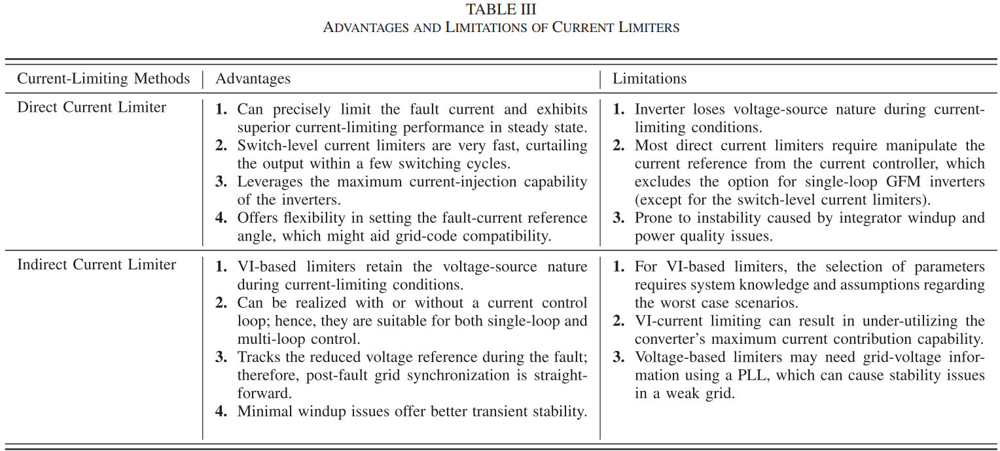 TABLE III
ADVANTAGES AND LIMITATIONS OF CURRENT LIMITERS
Current-Limiting Methods
Advantages
Limitations
Direct Current Limiter
1. Can precisely limit the fault current and exhibits
superior current-limiting performance in steady state.
2. Switch-level current limiters are very fast, curtailing
the output within a few switching cycles.
3. Leverages the maximum current-injection capability
of the inverters.
4. Offers flexibility in setting the fault-current reference
angle, which might aid grid-code compatibility.
1. Inverter loses voltage-source nature during current-
limiting conditions.
2. Most direct current limiters require manipulate the
current reference from the current controller, which
excludes the option for single-loop GFM inverters
(except for the switch-level current limiters).
3. Prone to instability caused by integrator windup and
power quality issues.
Indirect Current Limiter
1. VI-based limiters retain the voltage-source nature
during current-limiting conditions.
2. Can be realized with or without a current control
loop; hence, they are suitable for both single-loop and
multi-loop control.
3. Tracks the reduced voltage reference during the fault;
therefore, post-fault grid synchronization is straight-
forward.
4. Minimal windup issues offer better transient stability.
1. For VI-based limiters, the selection of parameters
requires system knowledge and assumptions regarding
the worst case scenarios.
2. VI-current limiting can result in under-utilizing the
converter's maximum current contribution capability.
3. Voltage-based limiters may need grid-voltage infor-
mation using a PLL, which can cause stability issues
in a weak grid.